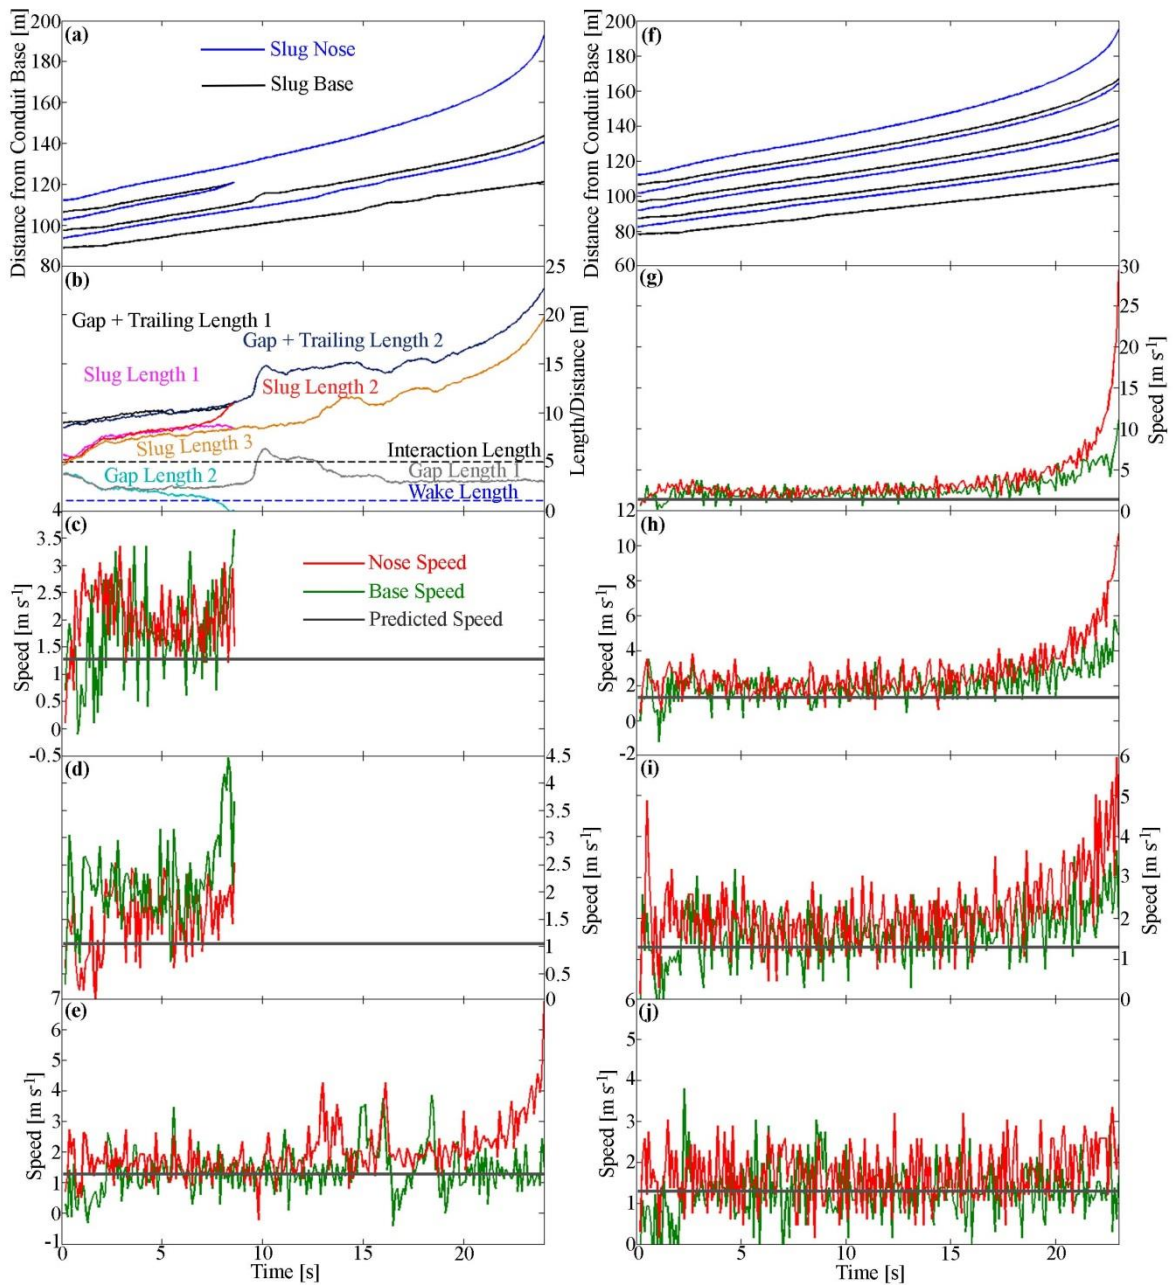 200
180
160
140
120
100
80
Distance from Conduit Base [m]
(a)
Slug Nose
Slug Base
(b)
25
20
15
10
5
0
Length/Distance [m]
Gap + Trailing Length 1
Gap + Trailing Length 2
Slug Length 1
Slug Length 2
Slug Length 3
Interaction Length
Gap Length 2
Gap Length 1
Wake Length
4
3.5
3
2.5
2
1.5
1
0.5
0
-0.5
Speed [m s-1]
(c)
Nose Speed
Base Speed
Predicted Speed
(d)
4.5
4
3.5
3
2.5
2
1.5
1
0.5
0
Speed [m s-1]
7
6
5
4
3
2
1
0
-1
Speed [m s-1]
(e)
0
5
10
15
20
Time [s]
200
180
160
140
120
100
80
60
Distance from Conduit Base [m]
(f)
(g)
30
25
20
15
10
5
0
Speed [m s-1]
12
10
8
6
4
2
0
-2
Speed [m s-1]
(h)
(i)
6
5
4
3
2
1
0
Speed [m s-1]
6
5
4
3
2
1
0
Speed [m s-1]
(j)
0
5
10
15
20
Time [s]